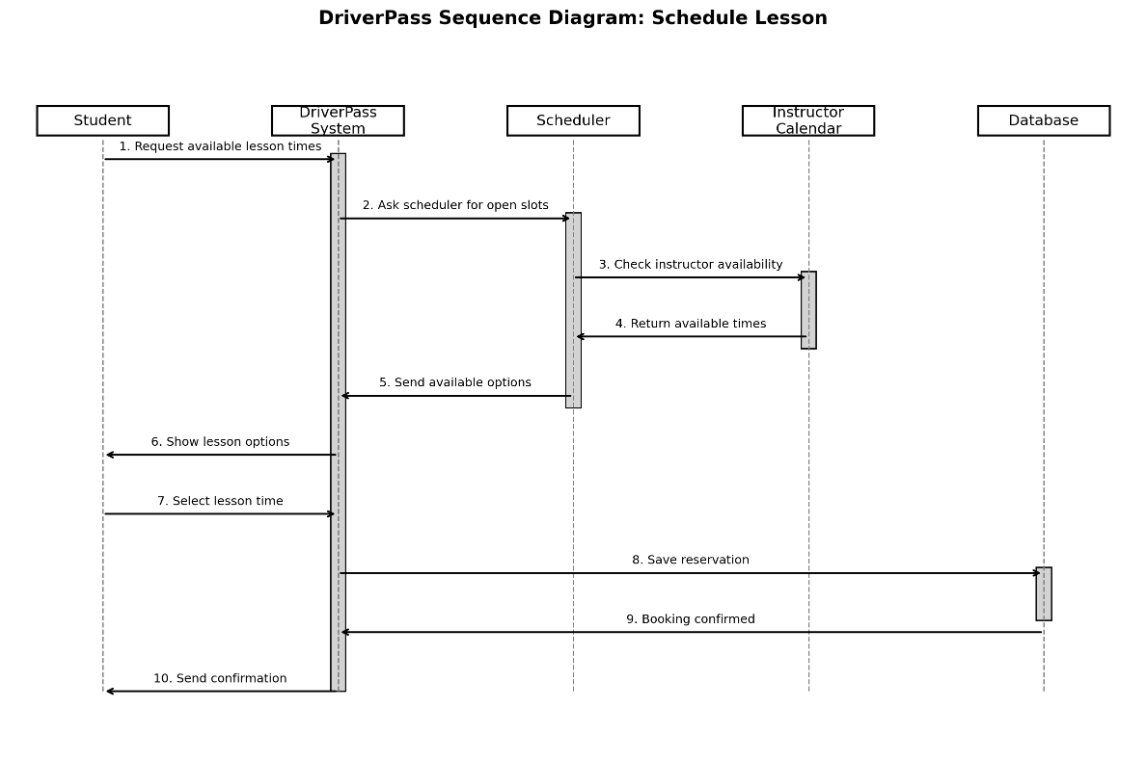 DriverPass Sequence Diagram: Schedule Lesson
Student
DriverPass
System
Scheduler
Instructor
Calendar
Database
1. Request available lesson times
2. Ask scheduler for open slots
3. Check instructor availability
4. Return available times
5. Send available options
6. Show lesson options
7. Select lesson time
8. Save reservation
9. Booking confirmed
10. Send confirmation